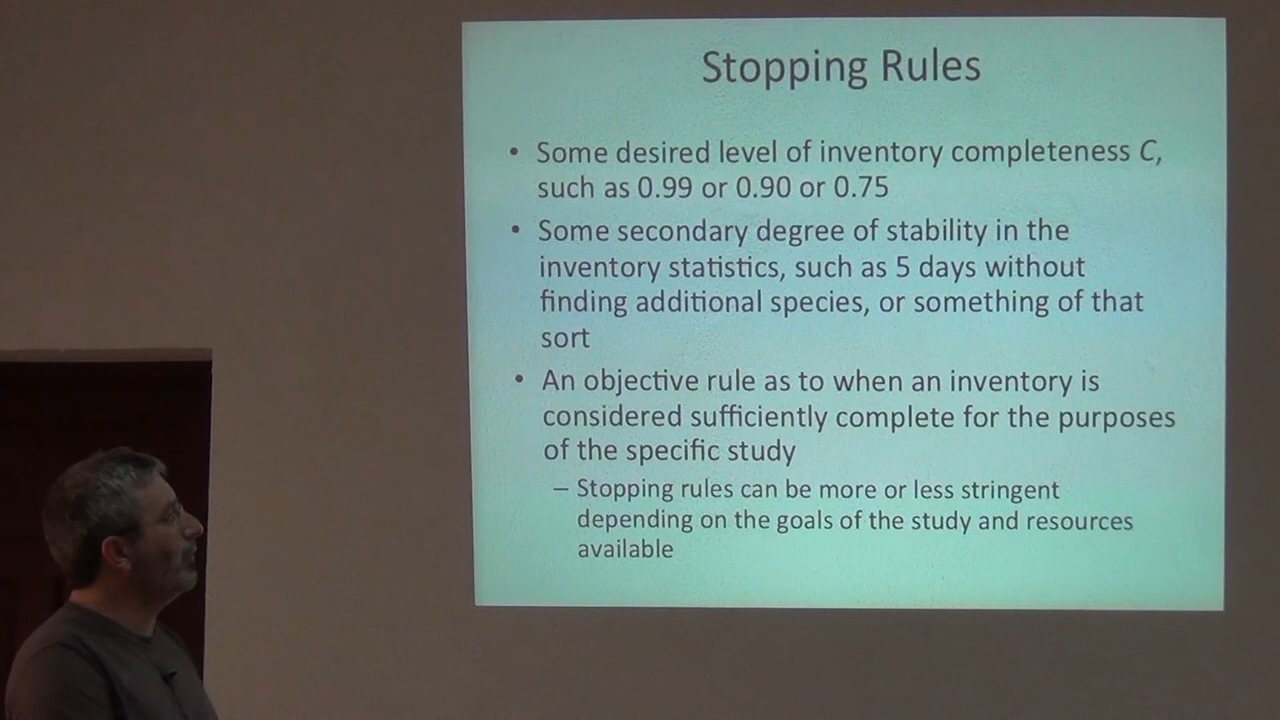 Stopping Rules
• Some desired level of inventory completeness C,
such as 0.99 or 0.90 or 0.75
• Some secondary degree of stability in the
inventory statistics, such as 5 days without
finding additional species, or something of that
sort
• An objective rule as to when an inventory is
considered sufficiently complete for the purposes
of the specific study
– Stopping rules can be more or less stringent
depending on the goals of the study and resources
available